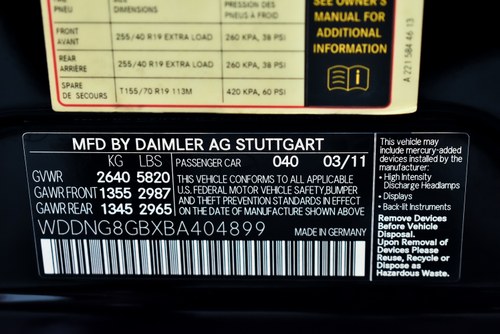 PNEU
DIMENSIONS
PRESSION DES
PNEUS À FROID
SEE OWNER'S
MANUAL FOR
ADDITIONAL
INFORMATION
FRONT
AVANT
255/40 R19 EXTRA LOAD
260 KPA, 38 PSI
REAR
ARRIÈRE
255/40 R19 EXTRA LOAD
260 KPA, 38 PSI
SPARE
DE SECOURS
T155/70 R19 113M
420 KPA, 60 PSI
A 221 584 46 13
MFD BY DAIMLER AG STUTTGART
KG LBS PASSENGER CAR 040 03/11
GVWR 2640 5820
GAWR FRONT 1355 2987
GAWR REAR 1345 2965
THIS VEHICLE CONFORMS TO ALL APPLICABLE
U.S. FEDERAL MOTOR VEHICLE SAFETY,BUMPER
AND THEFT PREVENTION STANDARDS IN EFFECT
ON THE DATE OF MANUFACTURE SHOWN ABOVE
WDDNG8GBXBA404899 MADE IN GERMANY
This vehicle may
include mercury-added
devices installed by the
manufacturer:
• High Intensity
Discharge Headlamps
• Displays
• Back-lit Instruments
Remove Devices
Before Vehicle
Disposal.
Upon Removal of
Devices Please
Reuse, Recycle or
Dispose as
Hazardous Waste.